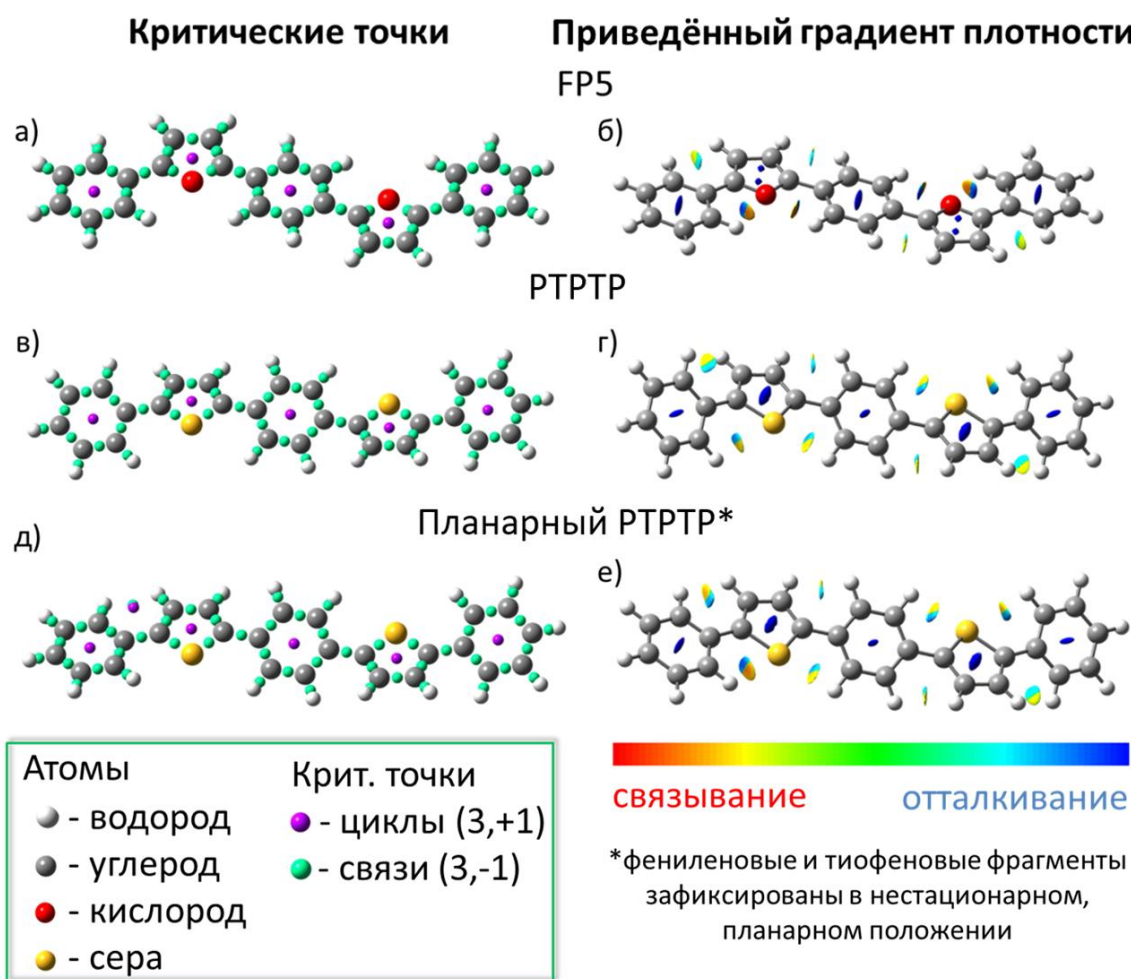 Критические точки
Приведённый градиент плотности
FP5
а)
б)
PTPTP
в)
г)
Планарный PTPTP*
д)
е)
Атомы
- водород
- углерод
- кислород
- сера
Крит. точки
- циклы (3,+1)
- связи (3,-1)
связывание
отталкивание
*фениленовые и тиофеновые фрагменты
зафиксированы в нестационарном,
планарном положении